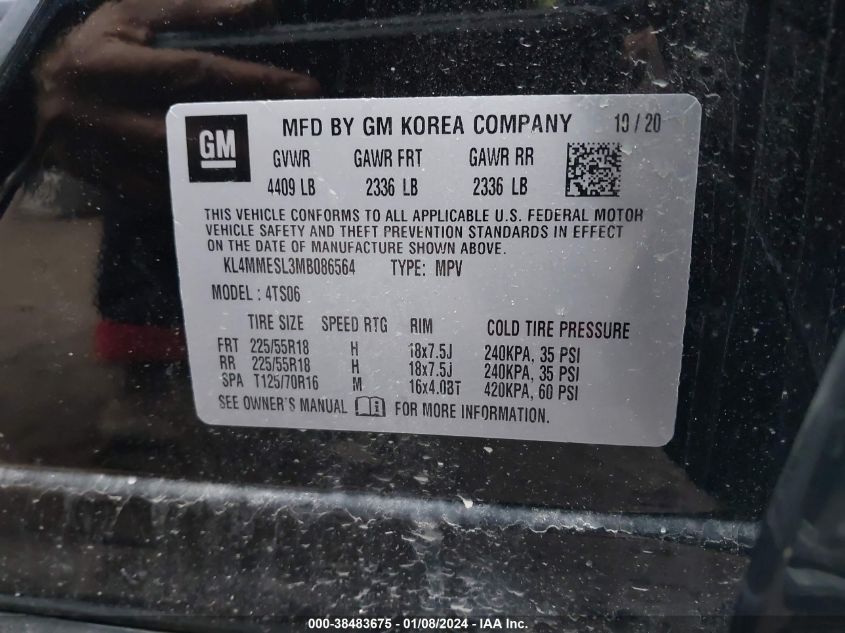 GM
MFD BY GM KOREA COMPANY 10/20
GVWR GAWR FRT GAWR RR
4409 LB 2336 LB 2336 LB
THIS VEHICLE CONFORMS TO ALL APPLICABLE U.S. FEDERAL MOTOR
VEHICLE SAFETY AND THEFT PREVENTION STANDARDS IN EFFECT
ON THE DATE OF MANUFACTURE SHOWN ABOVE.
KL4MMESL3MB086564 TYPE: MPV
MODEL : 4TS06
TIRE SIZE SPEED RTG RIM COLD TIRE PRESSURE
FRT 225/55R18 H 18x7.5J 240KPA, 35 PSI
RR 225/55R18 H 18x7.5J 240KPA, 35 PSI
SPA T125/70R16 M 16x4.0BT 420KPA, 60 PSI
SEE OWNER'S MANUAL FOR MORE INFORMATION.
000-38483675 - 01/08/2024 - IAA Inc.